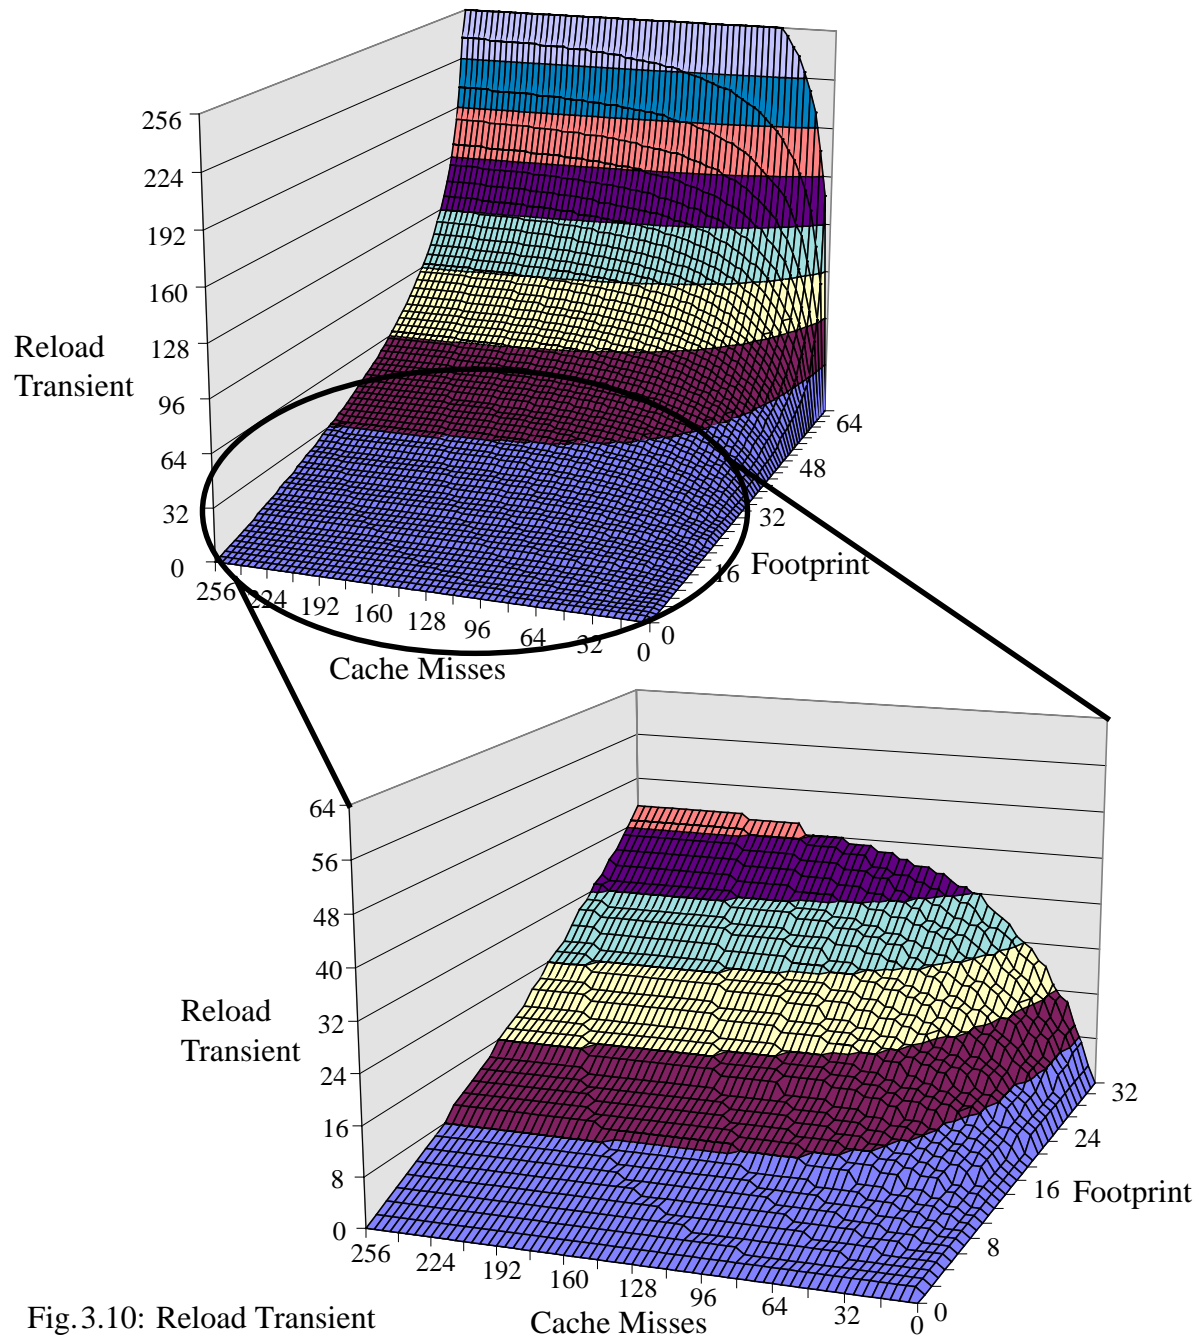 256
224
192
160
128
96
64
32
0
Reload
Transient
256 224 192 160 128 96 64 32 0
Cache Misses
0 16 32 48 64
Footprint
64
56
48
40
32
24
16
8
0
Reload
Transient
256 224 192 160 128 96 64 32 0
Cache Misses
0 8 16 24 32
Footprint
Fig.3.10: Reload Transient